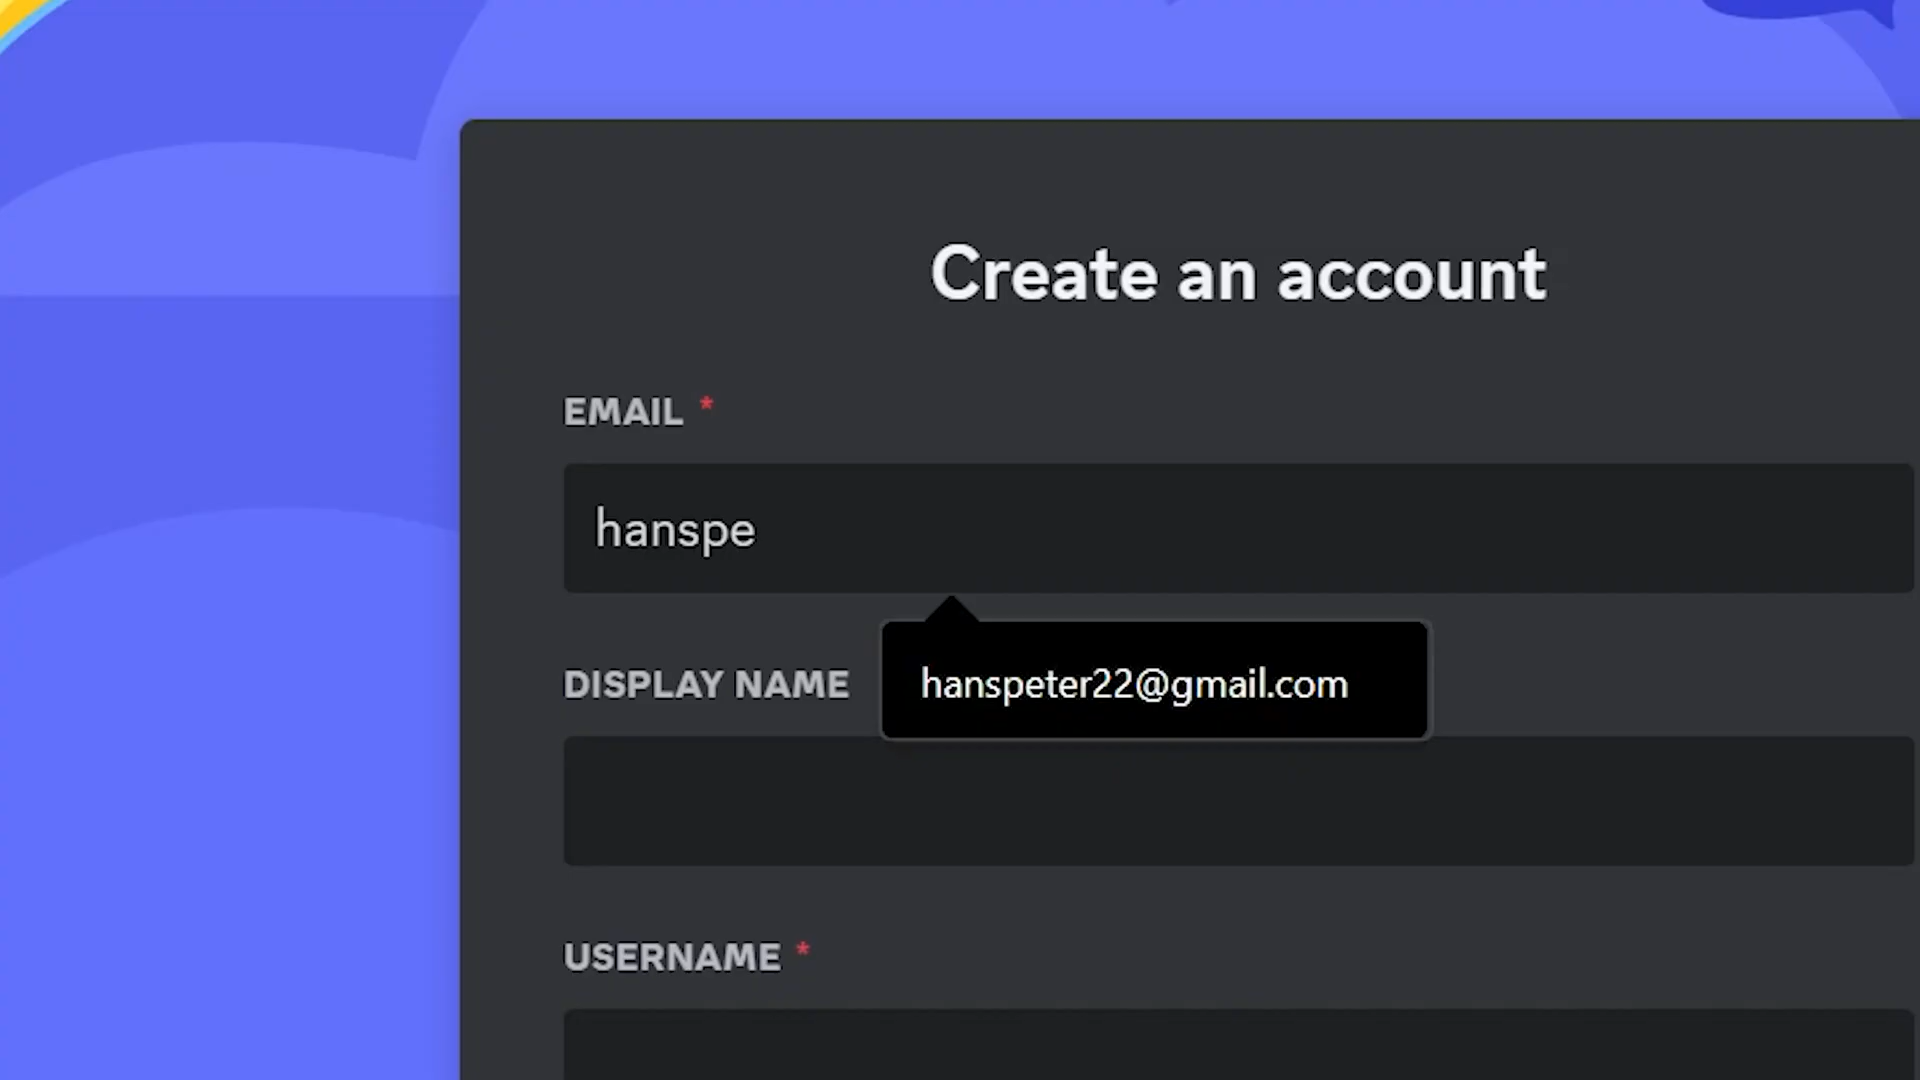 Create an account
EMAIL *
hanspe
hanspeter22@gmail.com
DISPLAY NAME
USERNAME *